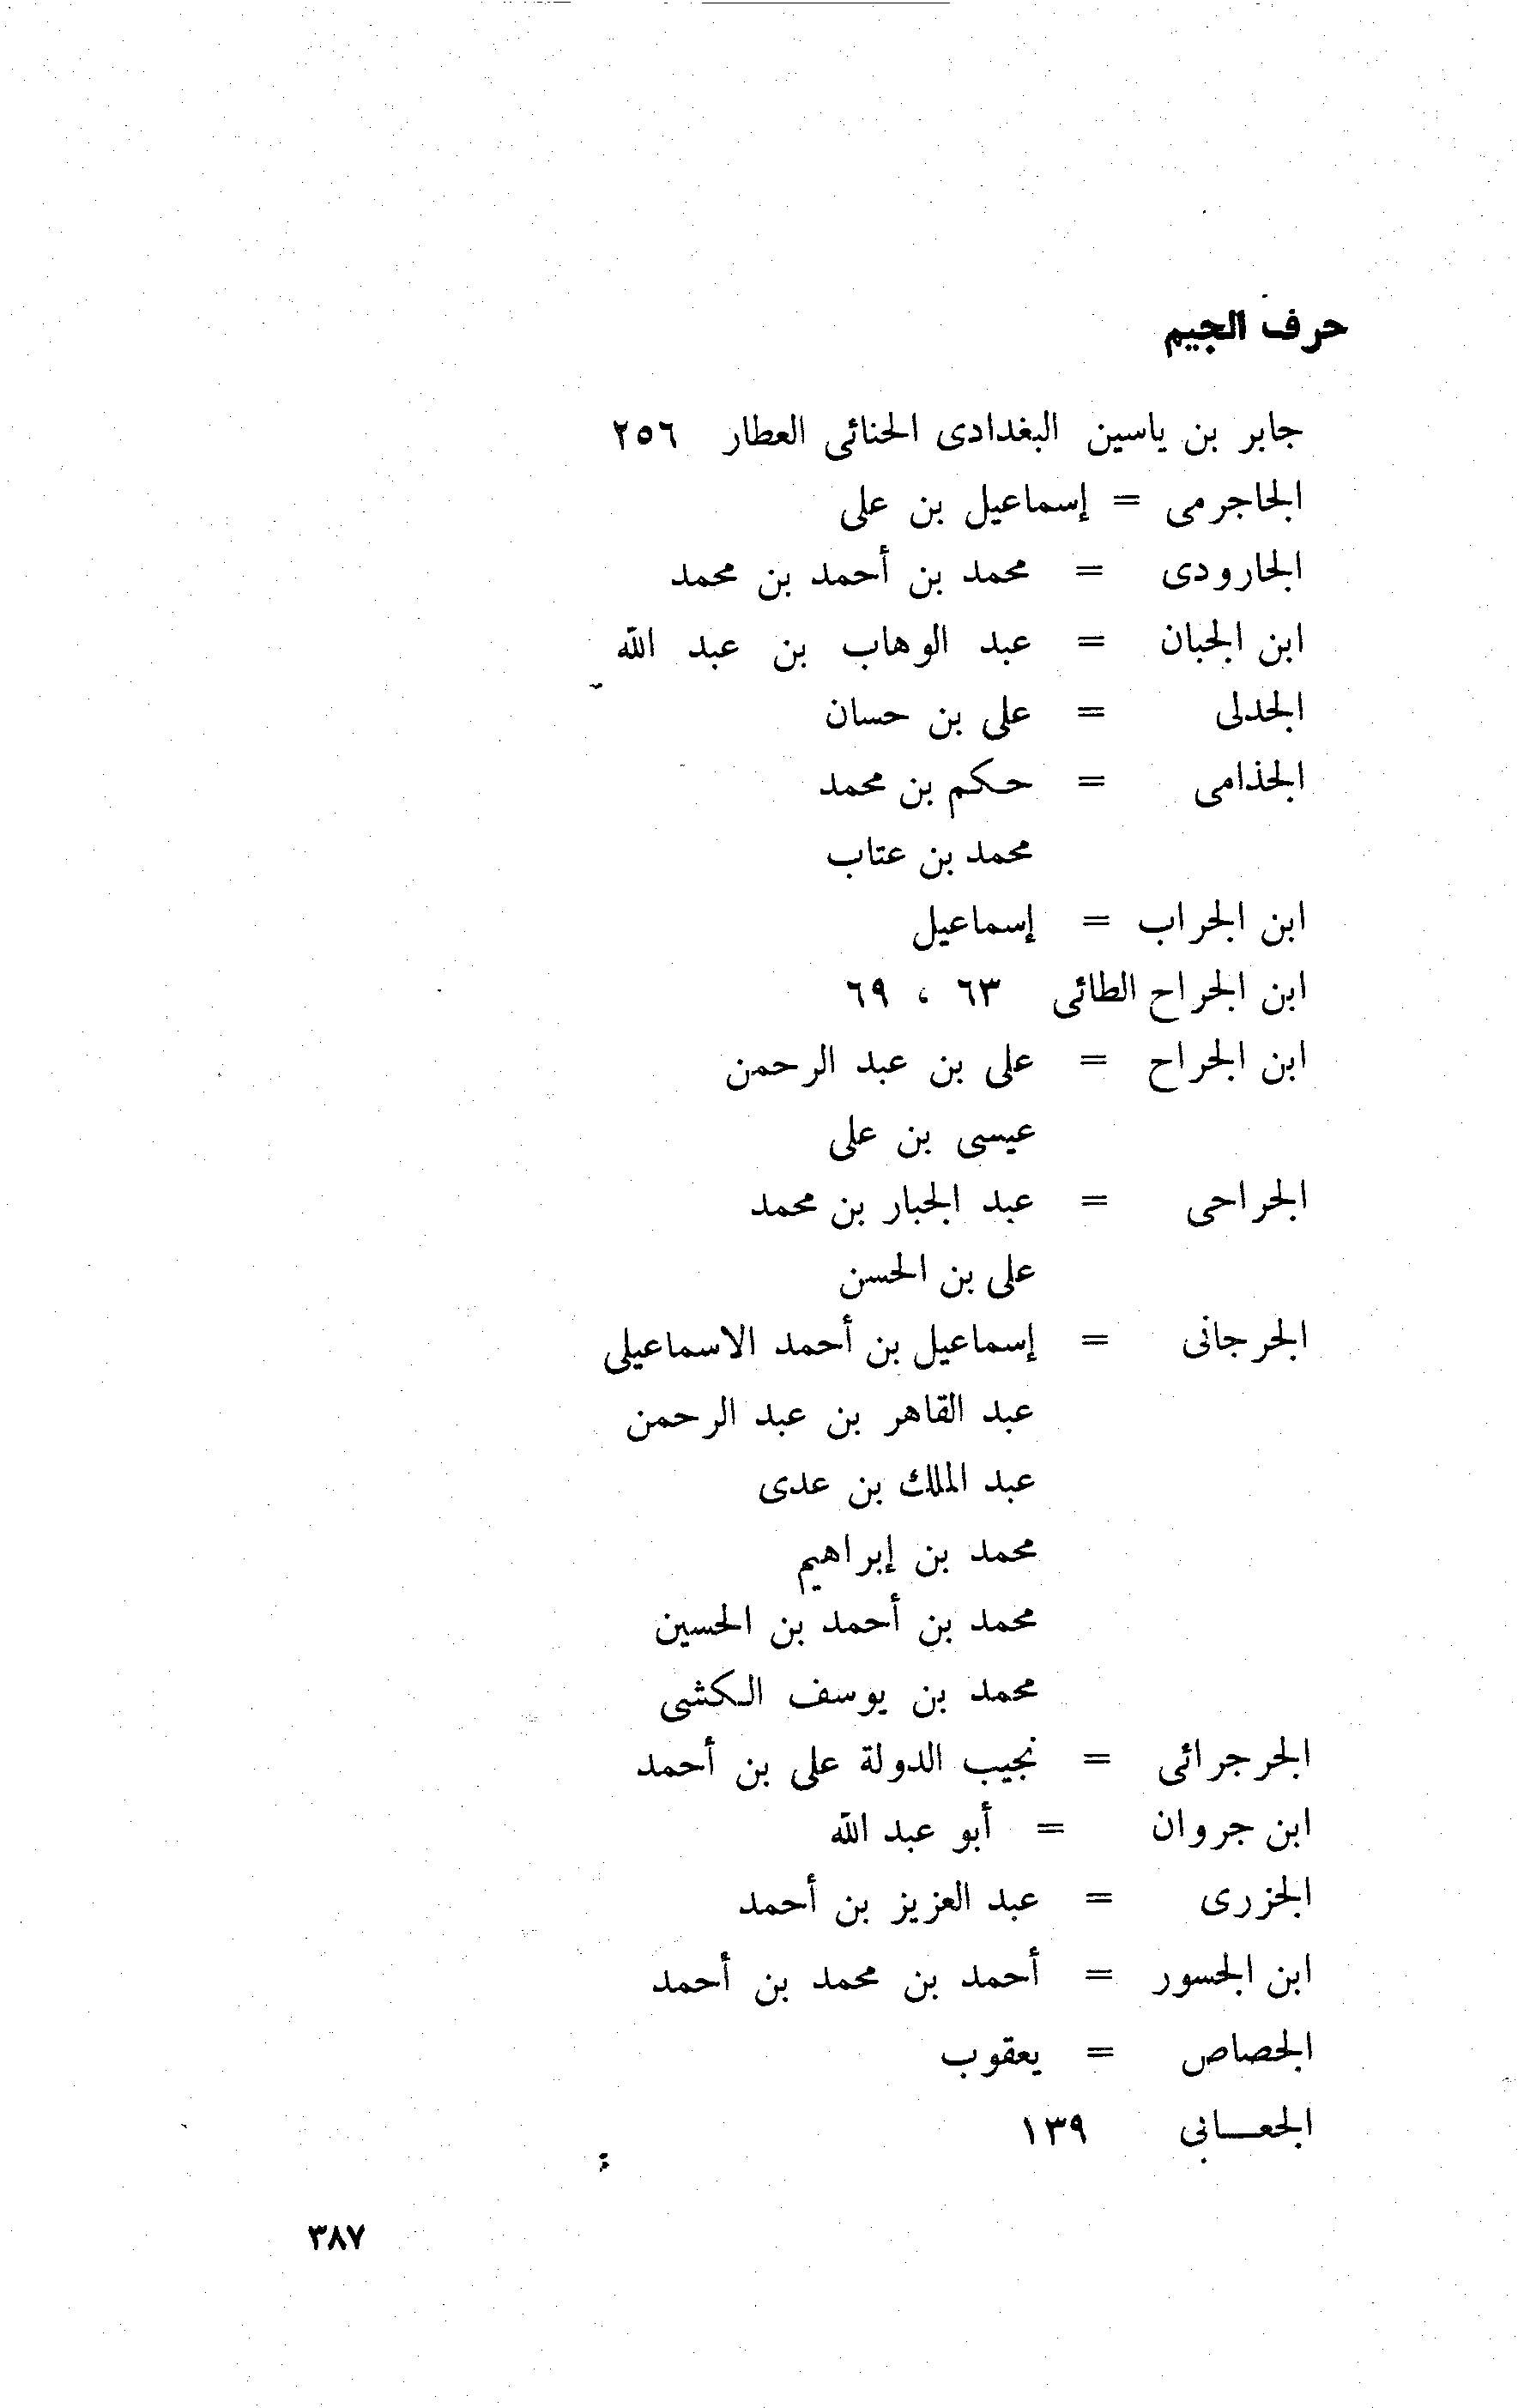 حرف الجيم
جابر بن ياسين البغدادى الحنائى العطار ٢٥٦
الجاجرمى = إسماعيل بن على
الجارودى = محمد بن أحمد بن محمد
ابن الجبان = عبد الوهاب بن عبد الله
الجدلى = على بن حسان
الجذامى = حكم بن محمد
محمد بن عتاب
ابن الجراب = إسماعيل
ابن الجراح الطائى ٦٣ ، ٦٩
ابن الجراح = على بن عبد الرحمن
عيسى بن على
الجراحى = عبد الجبار بن محمد
على بن الحسن
الجرجانى = إسماعيل بن أحمد الاسماعيلى
عبد القاهر بن عبد الرحمن
عبد الملك بن عدى
محمد بن إبراهيم
محمد بن أحمد بن الحسين
محمد بن يوسف الكشى
الجرجرائى = نجيب الدولة على بن أحمد
ابن جروان = أبو عبد الله
الجزرى = عبد العزيز بن أحمد
ابن الجسور = أحمد بن محمد بن أحمد
الجصاص = يعقوب
الجعـــابى ١٣٩
٣٨٧